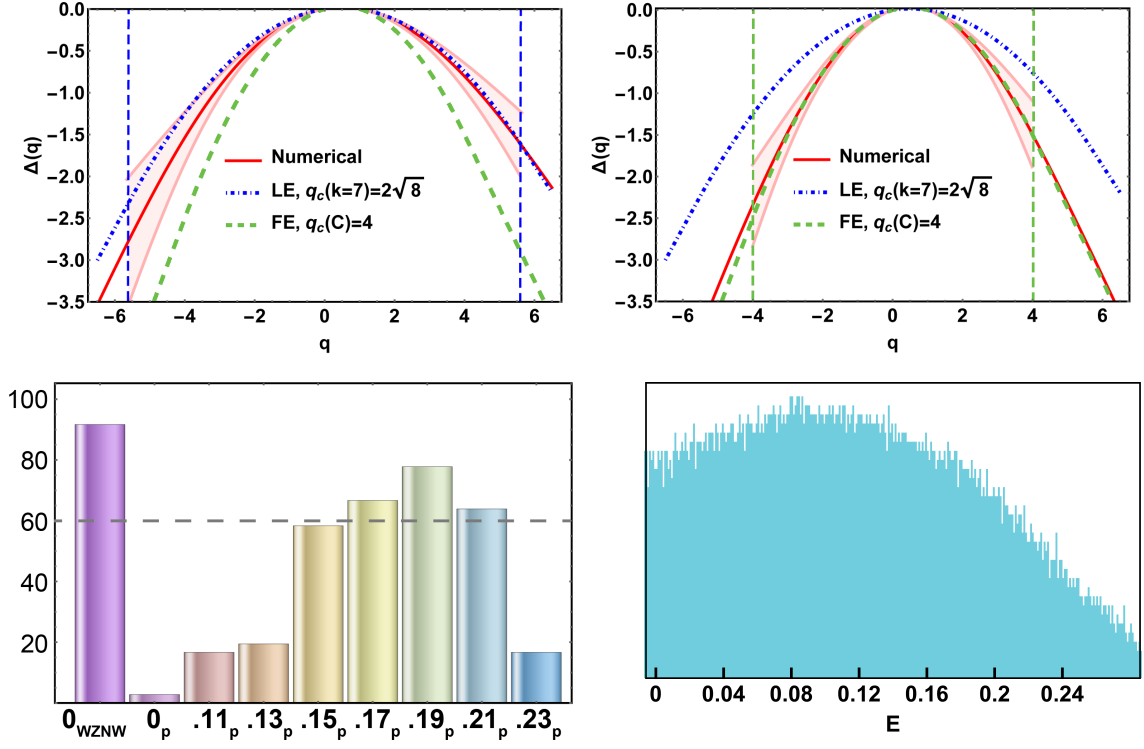 0.0
−0.5
−1.0
−1.5
−2.0
−2.5
−3.0
−3.5
Δ(q)
Numerical
LE, q_c(k=7)=2√8
FE, q_c(C)=4
−6 −4 −2 0 2 4 6
q
0.0
−0.5
−1.0
−1.5
−2.0
−2.5
−3.0
−3.5
Δ(q)
Numerical
LE, q_c(k=7)=2√8
FE, q_c(C)=4
−6 −4 −2 0 2 4 6
q
100
80
60
40
20
0_WZNW 0_p .11_p .13_p .15_p .17_p .19_p .21_p .23_p
0 0.04 0.08 0.12 0.16 0.2 0.24
E